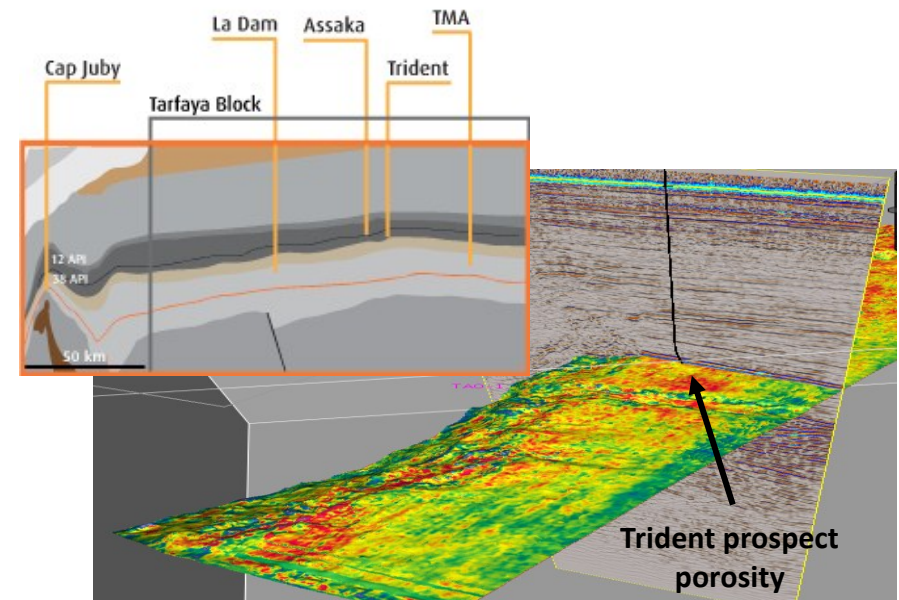 TMA
La Dam
Assaka
Cap Juby
Trident
Tarfaya Block
12 API
38 API
50 km
Trident prospect
porosity